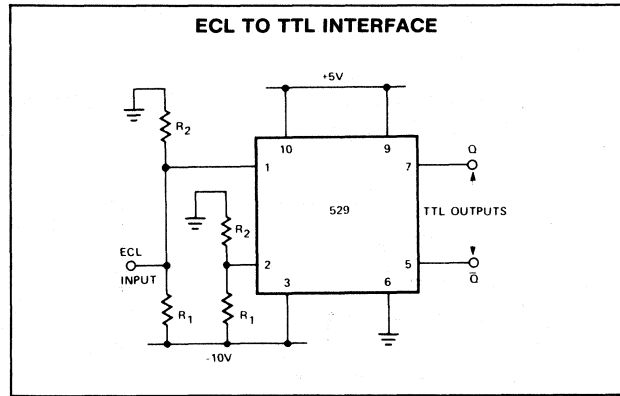 ECL TO TTL INTERFACE
+5V
R2
10
9
1
7
Q
R2
529
TTL OUTPUTS
ECL
INPUT
2
5
Q̅
R1
R1
3
6
-10V